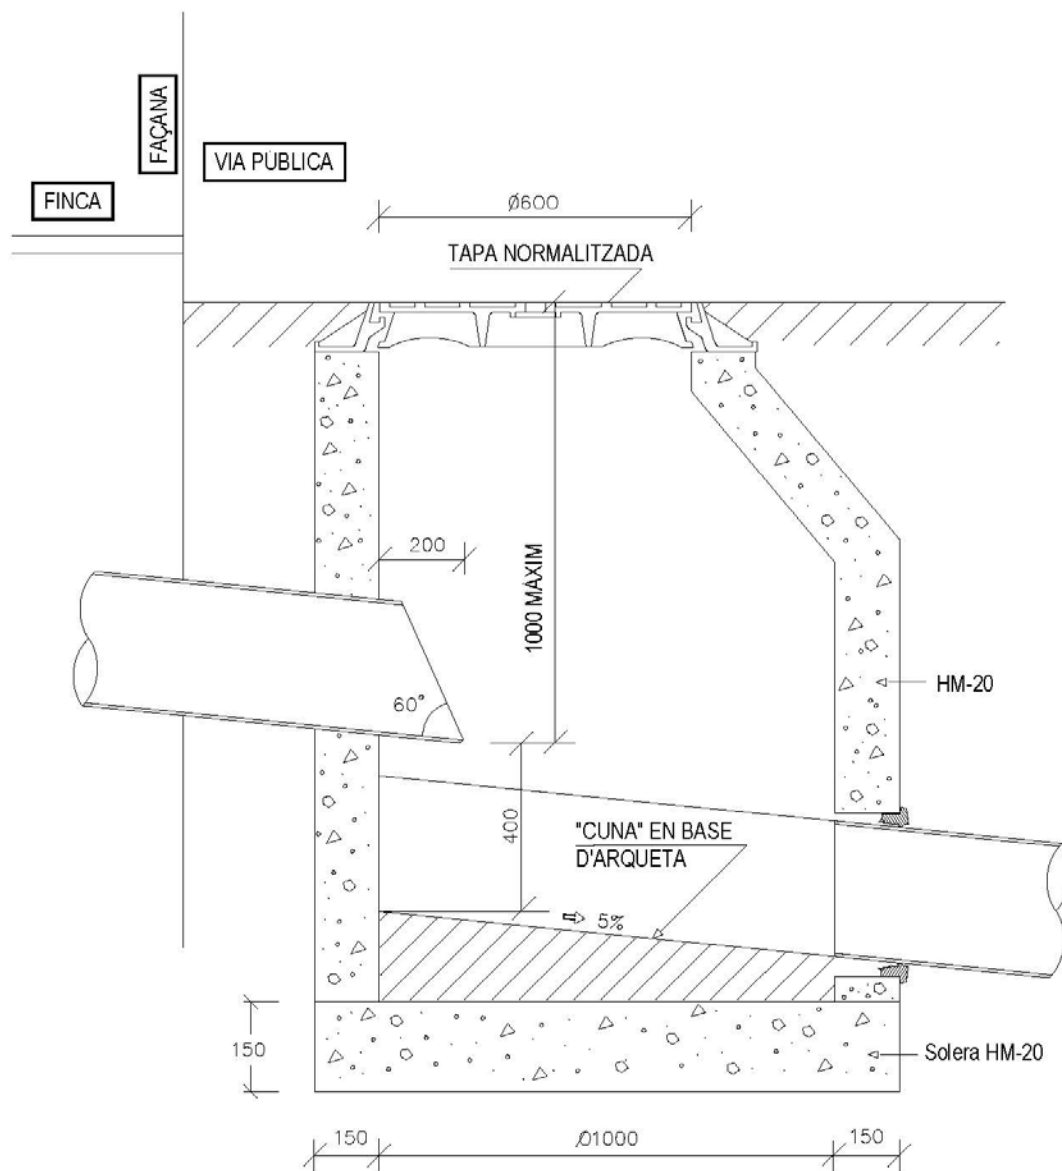 FAÇANA
VIA PÚBLICA
FINCA
Ø600
TAPA NORMALITZADA
200
1000 MÀXIM
HM-20
60°
400
"CUNA" EN BASE
D'ARQUETA
5%
150
Solera HM-20
150
Ø1000
150